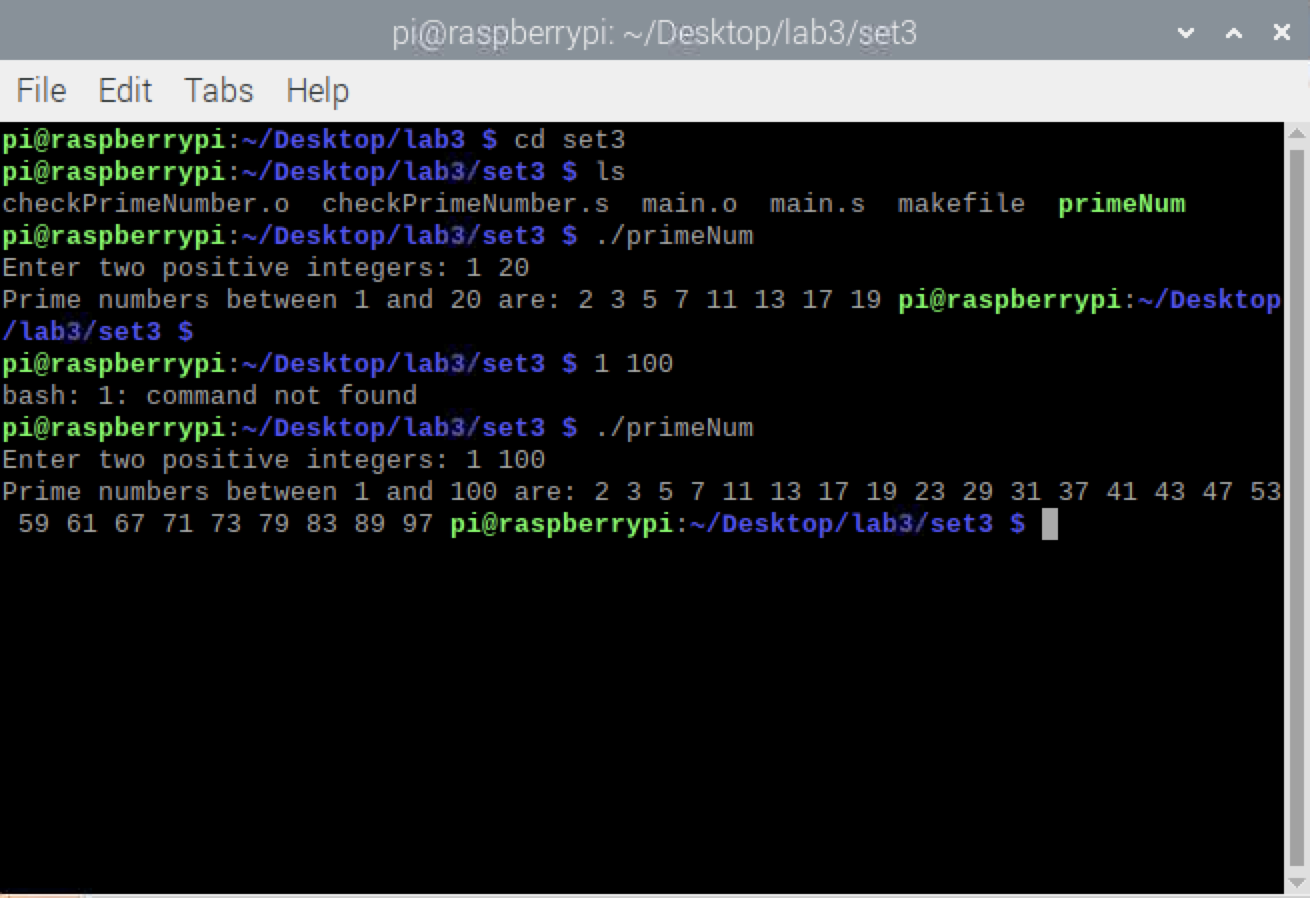 pi@raspberrypi: ~/Desktop/lab3/set3
File Edit Tabs Help
pi@raspberrypi:~/Desktop/lab3 $ cd set3
pi@raspberrypi:~/Desktop/lab3/set3 $ ls
checkPrimeNumber.o  checkPrimeNumber.s  main.o  main.s  makefile  primeNum
pi@raspberrypi:~/Desktop/lab3/set3 $ ./primeNum
Enter two positive integers: 1 20
Prime numbers between 1 and 20 are: 2 3 5 7 11 13 17 19 pi@raspberrypi:~/Desktop
/lab3/set3 $
pi@raspberrypi:~/Desktop/lab3/set3 $ 1 100
bash: 1: command not found
pi@raspberrypi:~/Desktop/lab3/set3 $ ./primeNum
Enter two positive integers: 1 100
Prime numbers between 1 and 100 are: 2 3 5 7 11 13 17 19 23 29 31 37 41 43 47 53
 59 61 67 71 73 79 83 89 97 pi@raspberrypi:~/Desktop/lab3/set3 $